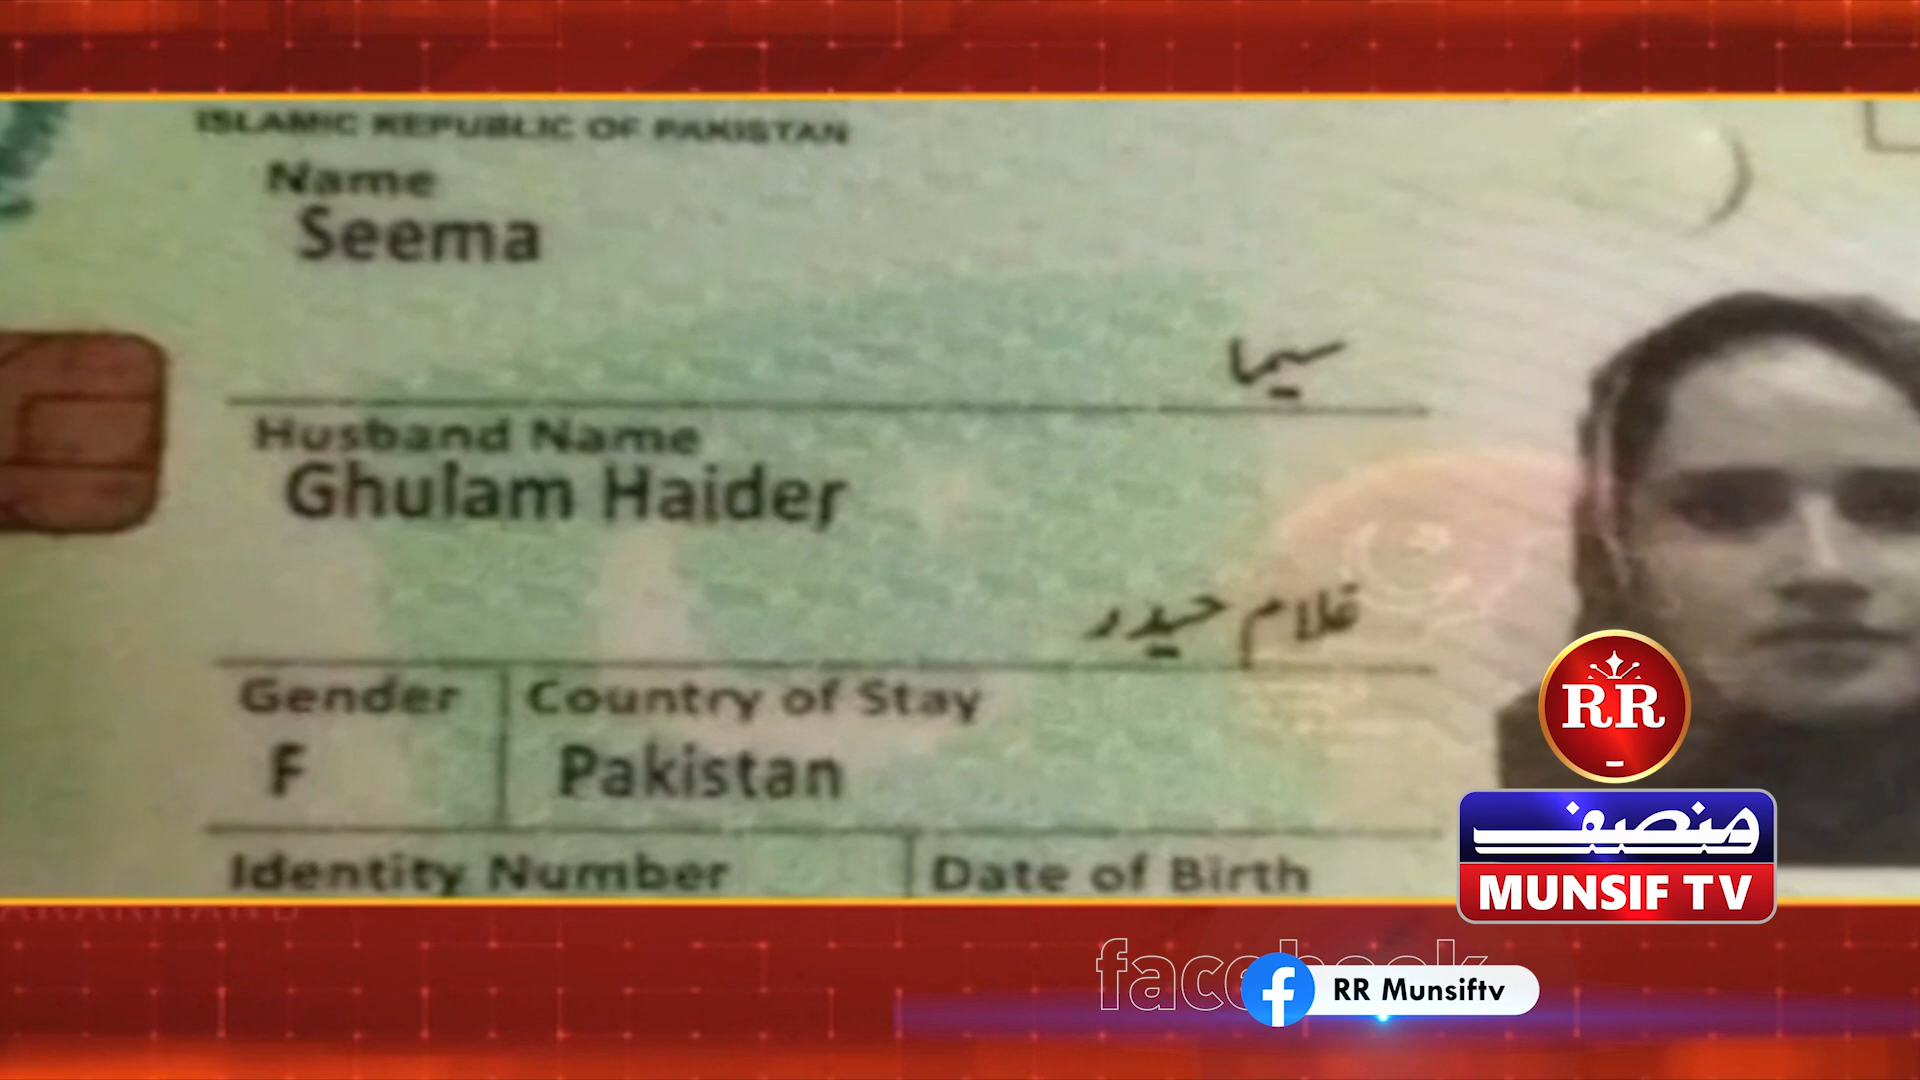 ISLAMIC REPUBLIC OF PAKISTAN
Name
Seema
سیما
Husband Name
Ghulam Haider
غلام حیدر
Gender
Country of Stay
F
Pakistan
Identity Number
Date of Birth
RR
منصف
MUNSIF TV
facebook
RR Munsiftv